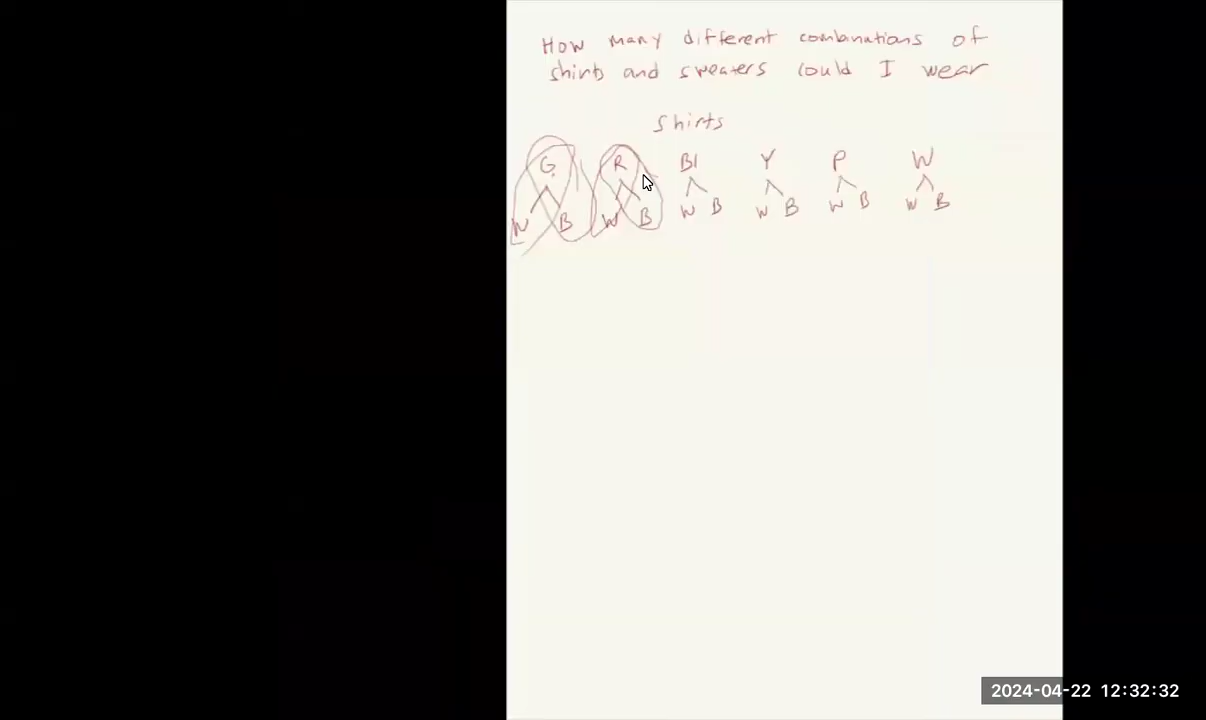 How many different combinations of
shirts and sweaters could I wear
shirts
G R Bl Y P W
W B W B W B W B W B W B
2024-04-22 12:32:32